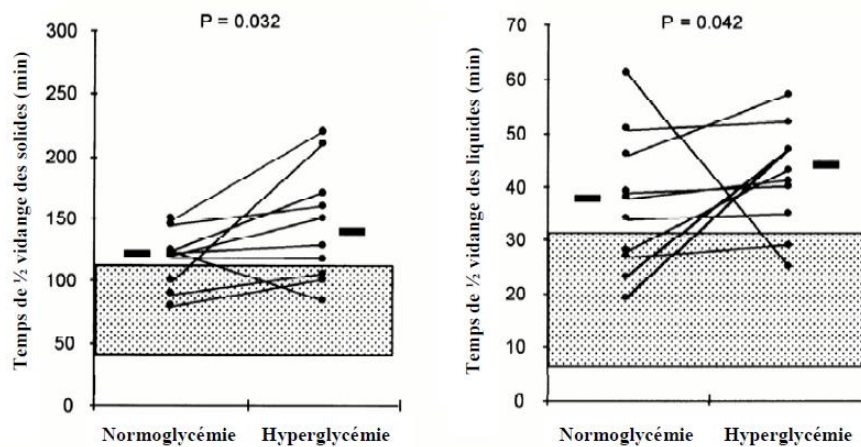 P = 0.032
Temps de ½ vidange des solides (min)
300
250
200
150
100
50
0
Normoglycémie Hyperglycémie
P = 0.042
Temps de ½ vidange des liquides (min)
70
60
50
40
30
20
10
0
Normoglycémie Hyperglycémie